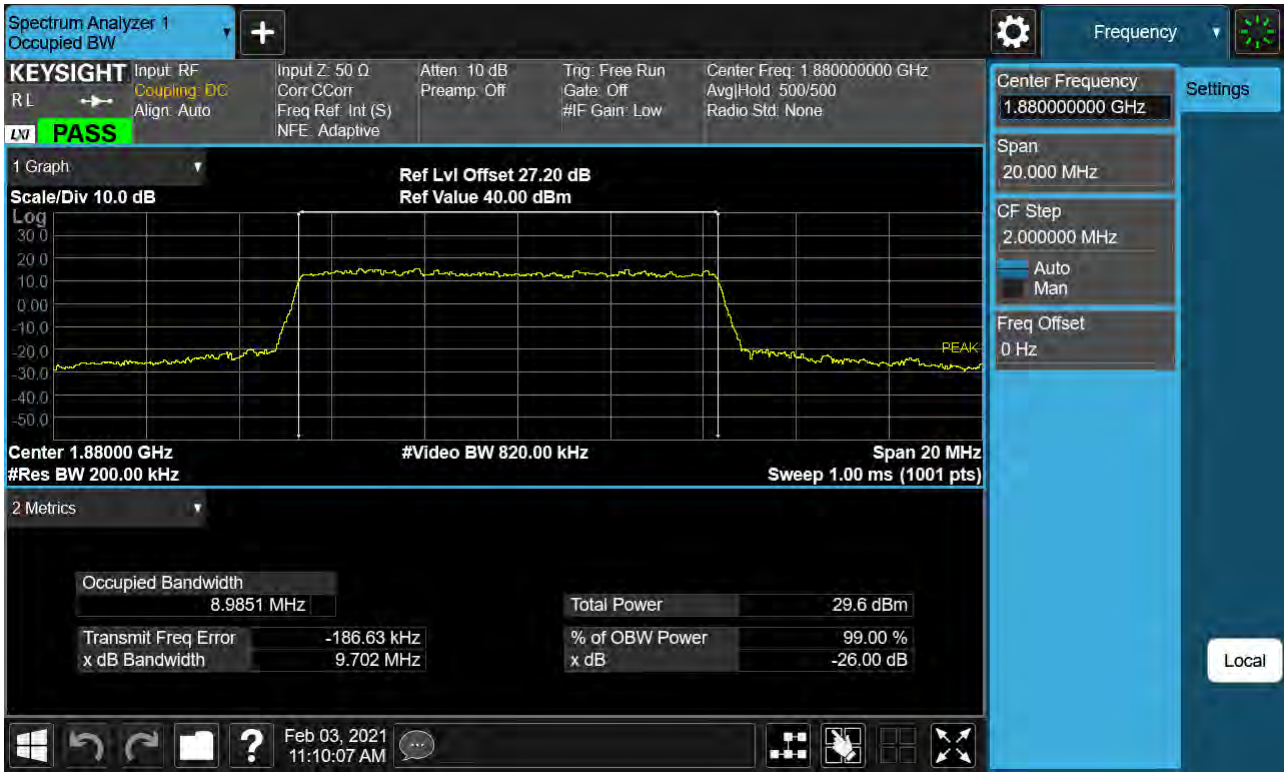 Spectrum Analyzer 1
Occupied BW
Frequency
KEYSIGHT
R L
LXI
PASS
Input: RF
Coupling: DC
Align: Auto
Input Z: 50 Ω
Corr CCorr
Freq Ref: Int (S)
NFE: Adaptive
Atten: 10 dB
Preamp: Off
Trig: Free Run
Gate: Off
#IF Gain: Low
Center Freq: 1.880000000 GHz
Avg|Hold: 500/500
Radio Std: None
Center Frequency
1.880000000 GHz
Settings
Span
20.000 MHz
CF Step
2.000000 MHz
Auto
Man
Freq Offset
0 Hz
1 Graph
Scale/Div 10.0 dB
Ref Lvl Offset 27.20 dB
Ref Value 40.00 dBm
Log
30.0
20.0
10.0
0.00
-10.0
-20.0
-30.0
-40.0
-50.0
PEAK
Center 1.88000 GHz
#Video BW 820.00 kHz
Span 20 MHz
#Res BW 200.00 kHz
Sweep 1.00 ms (1001 pts)
2 Metrics
Occupied Bandwidth
8.9851 MHz
Total Power 29.6 dBm
Transmit Freq Error -186.63 kHz
% of OBW Power 99.00 %
x dB Bandwidth 9.702 MHz
x dB -26.00 dB
Local
?
Feb 03, 2021
11:10:07 AM